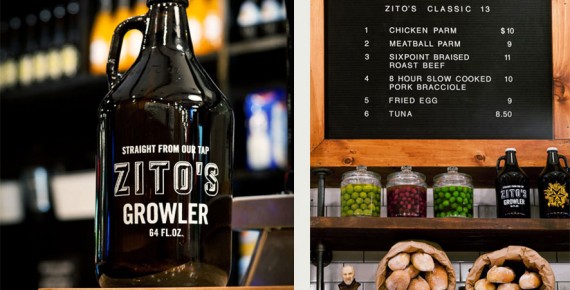 STRAIGHT FROM OUR TAP
ZITO'S
GROWLER
64 FL.OZ.
ZITO'S CLASSIC 13
1 CHICKEN PARM $10
2 MEATBALL PARM 9
3 SIXPOINT BRAISED 11
ROAST BEEF
4 8 HOUR SLOW COOKED 10
PORK BRACCIOLE
5 FRIED EGG 9
6 TUNA 8.50
ZITO'S
GROWLER